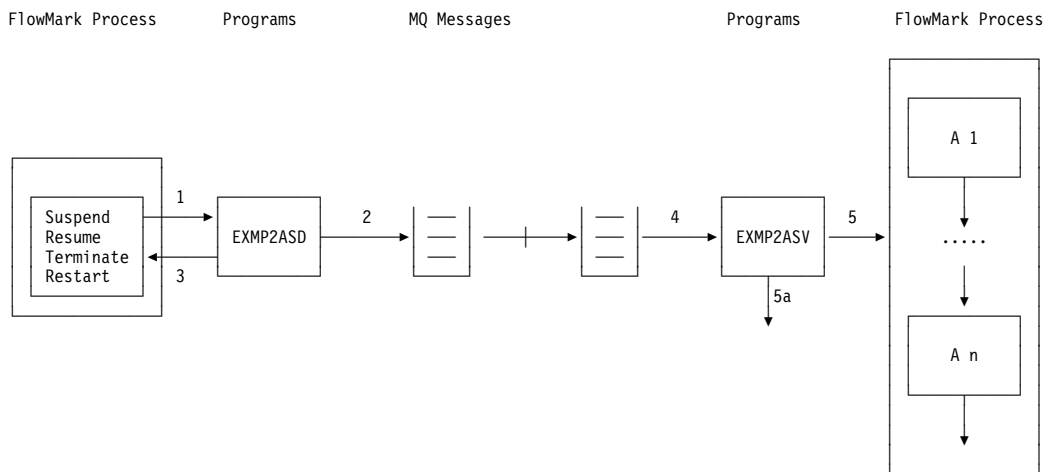 FlowMark Process Programs MQ Messages Programs FlowMark Process
A 1
1
Suspend
Resume
Terminate
Restart
3
EXMP2ASD
2
4
EXMP2ASV
5
5a
.....
A n